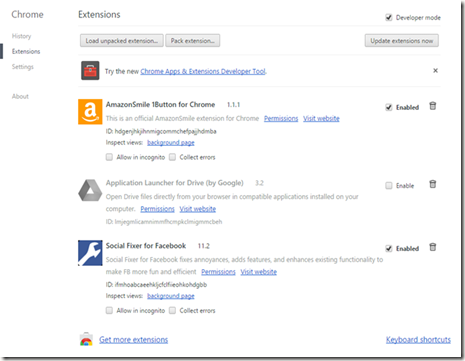 Chrome
Extensions
Developer mode
History
Extensions
Settings
About
Load unpacked extension...
Pack extension...
Update extensions now
Try the new Chrome Apps & Extensions Developer Tool.
AmazonSmile 1Button for Chrome 1.1.1
Enabled
This is an official AmazonSmile extension for Chrome Permissions Visit website
ID:
Inspect views: background page
Allow in incognito Collect errors
Application Launcher for Drive (by Google) 3.2
Enable
Open Drive files directly from your browser in compatible applications installed on your
computer. Permissions Visit website
ID:
Social Fixer for Facebook 11.2
Enabled
Social Fixer for Facebook fixes annoyances, adds features, and enhances existing functionality to
make FB more fun and efficient Permissions Visit website
ID:
Inspect views: background page
Allow in incognito Collect errors
Get more extensions
Keyboard shortcuts